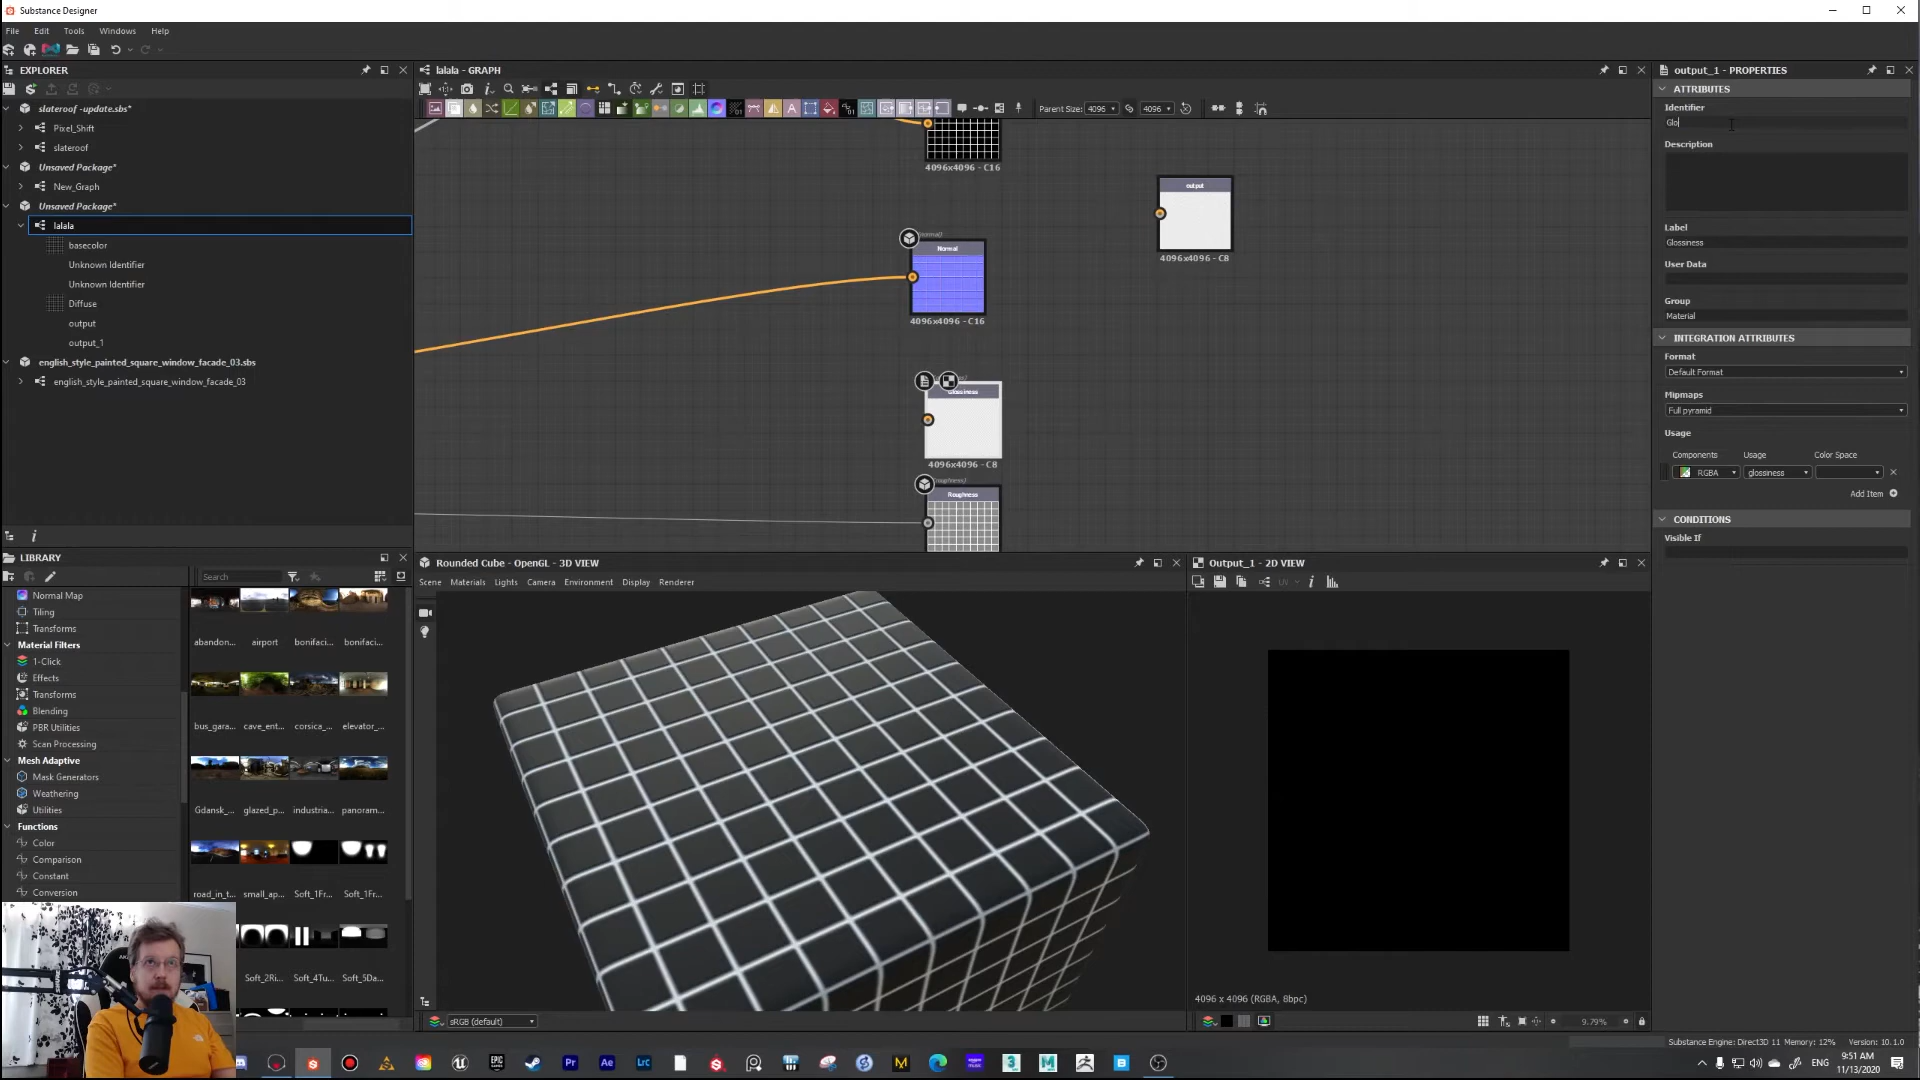 Substance Designer
File Edit Tools Windows Help
EXPLORER
slateroof -update.sbs*
Pixel_Shift
slateroof
Unsaved Package*
New_Graph
Unsaved Package*
lalala
basecolor
Unknown Identifier
Unknown Identifier
Diffuse
output
output_1
english_style_painted_square_window_facade_03.sbs
english_style_painted_square_window_facade_03
LIBRARY
Search
Normal Map
Tiling
Transforms
Material Filters
1-Click
Effects
Transforms
Blending
PBR Utilities
Scan Processing
Mesh Adaptive
Mask Generators
Weathering
Utilities
Functions
Color
Comparison
Constant
Conversion
abandon... airport bonifaci... bonifaci...
bus_gara... cave_ent... corsica_... elevator_...
Gdansk_... glazed_p... industria... panoram...
road_in_t... small_ap... Soft_1Fr... Soft_1Fr...
Soft_2Ri... Soft_4Tu... Soft_5Da...
lalala - GRAPH
Parent Size: 4096 4096
4096x4096 - C16
output
4096x4096 - C8
Normal
4096x4096 - C16
Glossiness
4096x4096 - C8
Roughness
Rounded Cube - OpenGL - 3D VIEW
Scene Materials Lights Camera Environment Display Renderer
sRGB (default)
Output_1 - 2D VIEW
UV
4096 x 4096 (RGBA, 8bpc)
9.79%
output_1 - PROPERTIES
ATTRIBUTES
Identifier
Glo
Description
Label
Glossiness
User Data
Group
Material
INTEGRATION ATTRIBUTES
Format
Default Format
Mipmaps
Full pyramid
Usage
Components Usage Color Space
RGBA glossiness
Add Item
CONDITIONS
Visible If
Substance Engine: Direct3D 11 Memory: 12% Version: 10.1.0
ENG
9:51 AM
11/13/2020